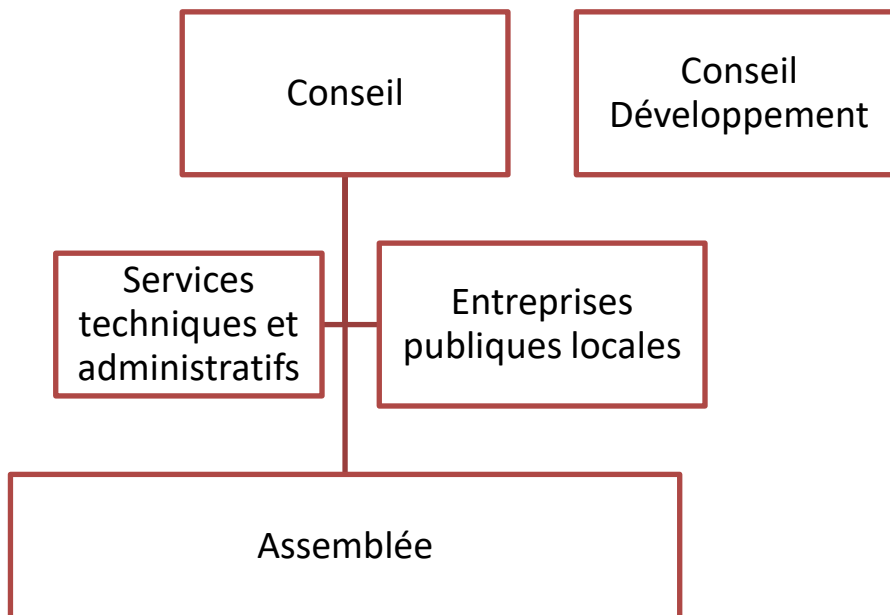 Conseil
Conseil
Développement
Services
techniques et
administratifs
Entreprises
publiques locales
Assemblée